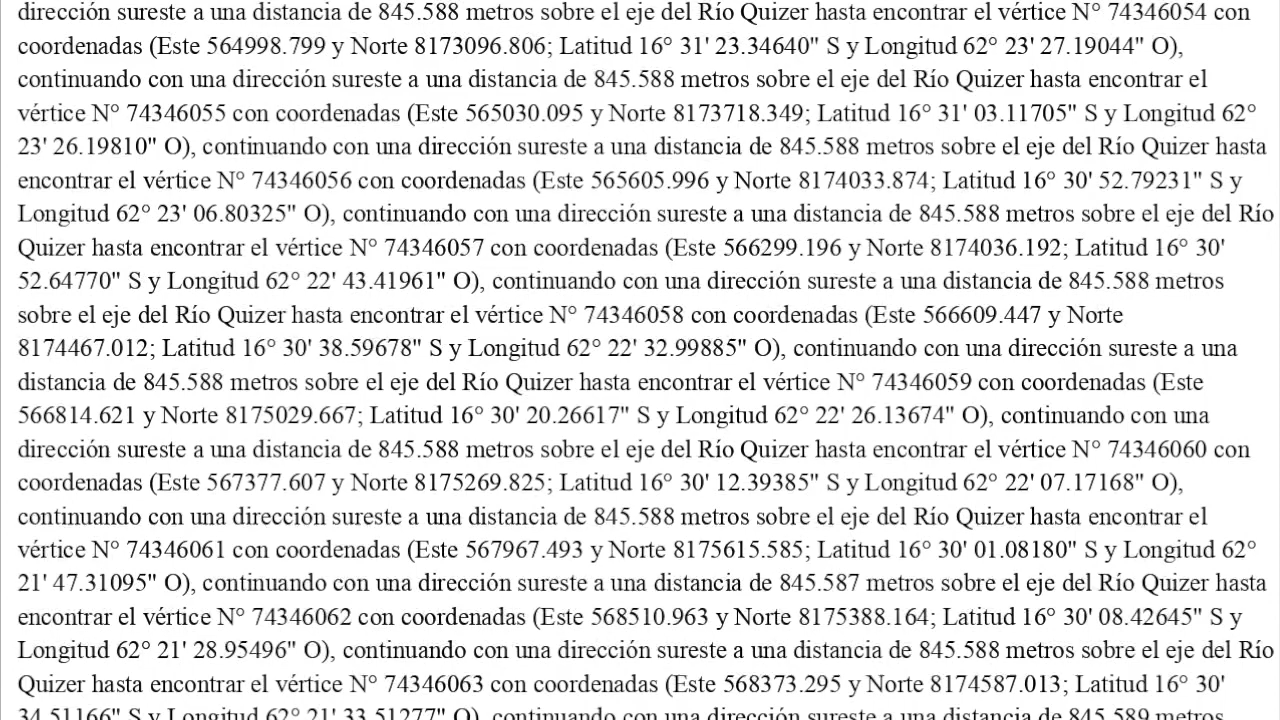 dirección sureste a una distancia de 845.588 metros sobre el eje del Río Quizer hasta encontrar el vértice N° 74346054 con
coordenadas (Este 564998.799 y Norte 8173096.806; Latitud 16° 31' 23.34640" S y Longitud 62° 23' 27.19044" O),
continuando con una dirección sureste a una distancia de 845.588 metros sobre el eje del Río Quizer hasta encontrar el
vértice N° 74346055 con coordenadas (Este 565030.095 y Norte 8173718.349; Latitud 16° 31' 03.11705" S y Longitud 62°
23' 26.19810" O), continuando con una dirección sureste a una distancia de 845.588 metros sobre el eje del Río Quizer hasta
encontrar el vértice N° 74346056 con coordenadas (Este 565605.996 y Norte 8174033.874; Latitud 16° 30' 52.79231" S y
Longitud 62° 23' 06.80325" O), continuando con una dirección sureste a una distancia de 845.588 metros sobre el eje del Río
Quizer hasta encontrar el vértice N° 74346057 con coordenadas (Este 566299.196 y Norte 8174036.192; Latitud 16° 30'
52.64770" S y Longitud 62° 22' 43.41961" O), continuando con una dirección sureste a una distancia de 845.588 metros
sobre el eje del Río Quizer hasta encontrar el vértice N° 74346058 con coordenadas (Este 566609.447 y Norte
8174467.012; Latitud 16° 30' 38.59678" S y Longitud 62° 22' 32.99885" O), continuando con una dirección sureste a una
distancia de 845.588 metros sobre el eje del Río Quizer hasta encontrar el vértice N° 74346059 con coordenadas (Este
566814.621 y Norte 8175029.667; Latitud 16° 30' 20.26617" S y Longitud 62° 22' 26.13674" O), continuando con una
dirección sureste a una distancia de 845.588 metros sobre el eje del Río Quizer hasta encontrar el vértice N° 74346060 con
coordenadas (Este 567377.607 y Norte 8175269.825; Latitud 16° 30' 12.39385" S y Longitud 62° 22' 07.17168" O),
continuando con una dirección sureste a una distancia de 845.588 metros sobre el eje del Río Quizer hasta encontrar el
vértice N° 74346061 con coordenadas (Este 567967.493 y Norte 8175615.585; Latitud 16° 30' 01.08180" S y Longitud 62°
21' 47.31095" O), continuando con una dirección sureste a una distancia de 845.587 metros sobre el eje del Río Quizer hasta
encontrar el vértice N° 74346062 con coordenadas (Este 568510.963 y Norte 8175388.164; Latitud 16° 30' 08.42645" S y
Longitud 62° 21' 28.95496" O), continuando con una dirección sureste a una distancia de 845.588 metros sobre el eje del Río
Quizer hasta encontrar el vértice N° 74346063 con coordenadas (Este 568373.295 y Norte 8174587.013; Latitud 16° 30'
34.51166" S y Longitud 62° 21' 33.51277" O), continuando con una dirección sureste a una distancia de 845.589 metros